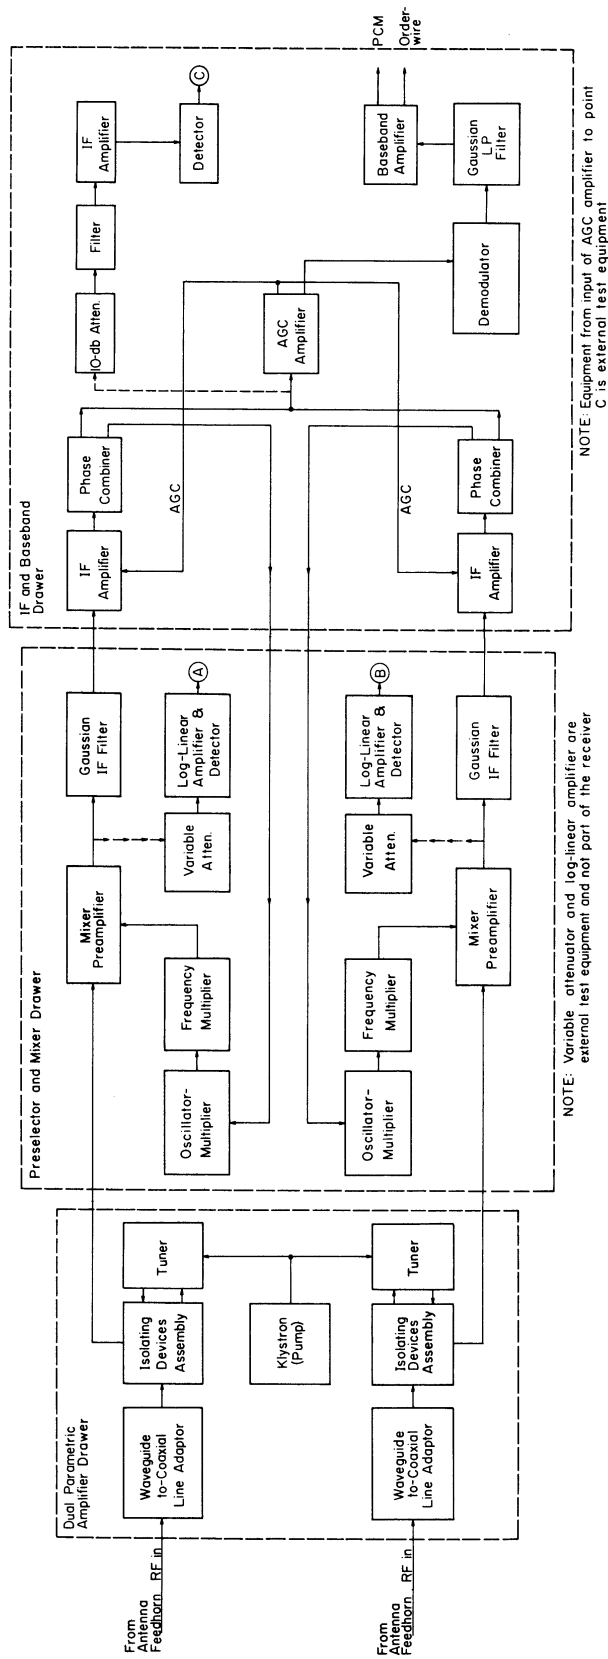 From
Antenna
Feedhorn RF in
From
Antenna
Feedhorn RF in
Dual Parametric
Amplifier Drawer
Waveguide
to-Coaxial
Line Adaptor
Isolating
Devices
Assembly
Tuner
Klystron
(Pump)
Waveguide
to-Coaxial
Line Adaptor
Isolating
Devices
Assembly
Tuner
Preselector and Mixer Drawer
Oscillator-
Multiplier
Frequency
Multiplier
Mixer
Preamplifier
Variable
Atten.
Log-Linear
Amplifier &
Detector
A
Gaussian
IF Filter
Oscillator-
Multiplier
Frequency
Multiplier
Mixer
Preamplifier
Variable
Atten.
Log-Linear
Amplifier &
Detector
B
Gaussian
IF Filter
NOTE: Variable attenuator and log-linear amplifier are
external test equipment and not part of the receiver
IF and Baseband
Drawer
IF
Amplifier
Phase
Combiner
AGC
10-db Atten.
Filter
IF
Amplifier
Detector
C
AGC
Amplifier
AGC
IF
Amplifier
Phase
Combiner
Demodulator
Gaussian
LP
Filter
Baseband
Amplifier
PCM
Order-
wire
NOTE: Equipment from input of AGC amplifier to point
C is external test equipment